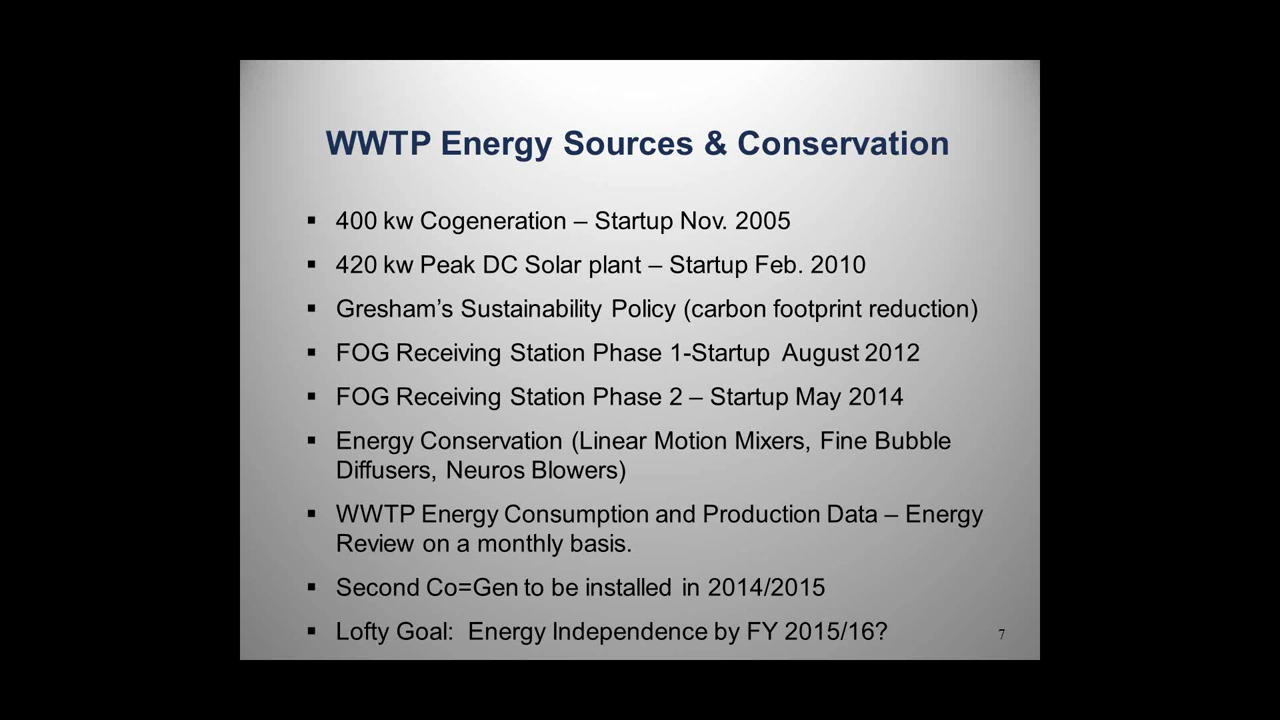 WWTP Energy Sources & Conservation
▪ 400 kw Cogeneration – Startup Nov. 2005
▪ 420 kw Peak DC Solar plant – Startup Feb. 2010
▪ Gresham’s Sustainability Policy (carbon footprint reduction)
▪ FOG Receiving Station Phase 1-Startup  August 2012
▪ FOG Receiving Station Phase 2 – Startup May 2014
▪ Energy Conservation (Linear Motion Mixers, Fine Bubble
Diffusers, Neuros Blowers)
▪ WWTP Energy Consumption and Production Data – Energy
Review on a monthly basis.
▪ Second Co=Gen to be installed in 2014/2015
▪ Lofty Goal:  Energy Independence by FY 2015/16?
7